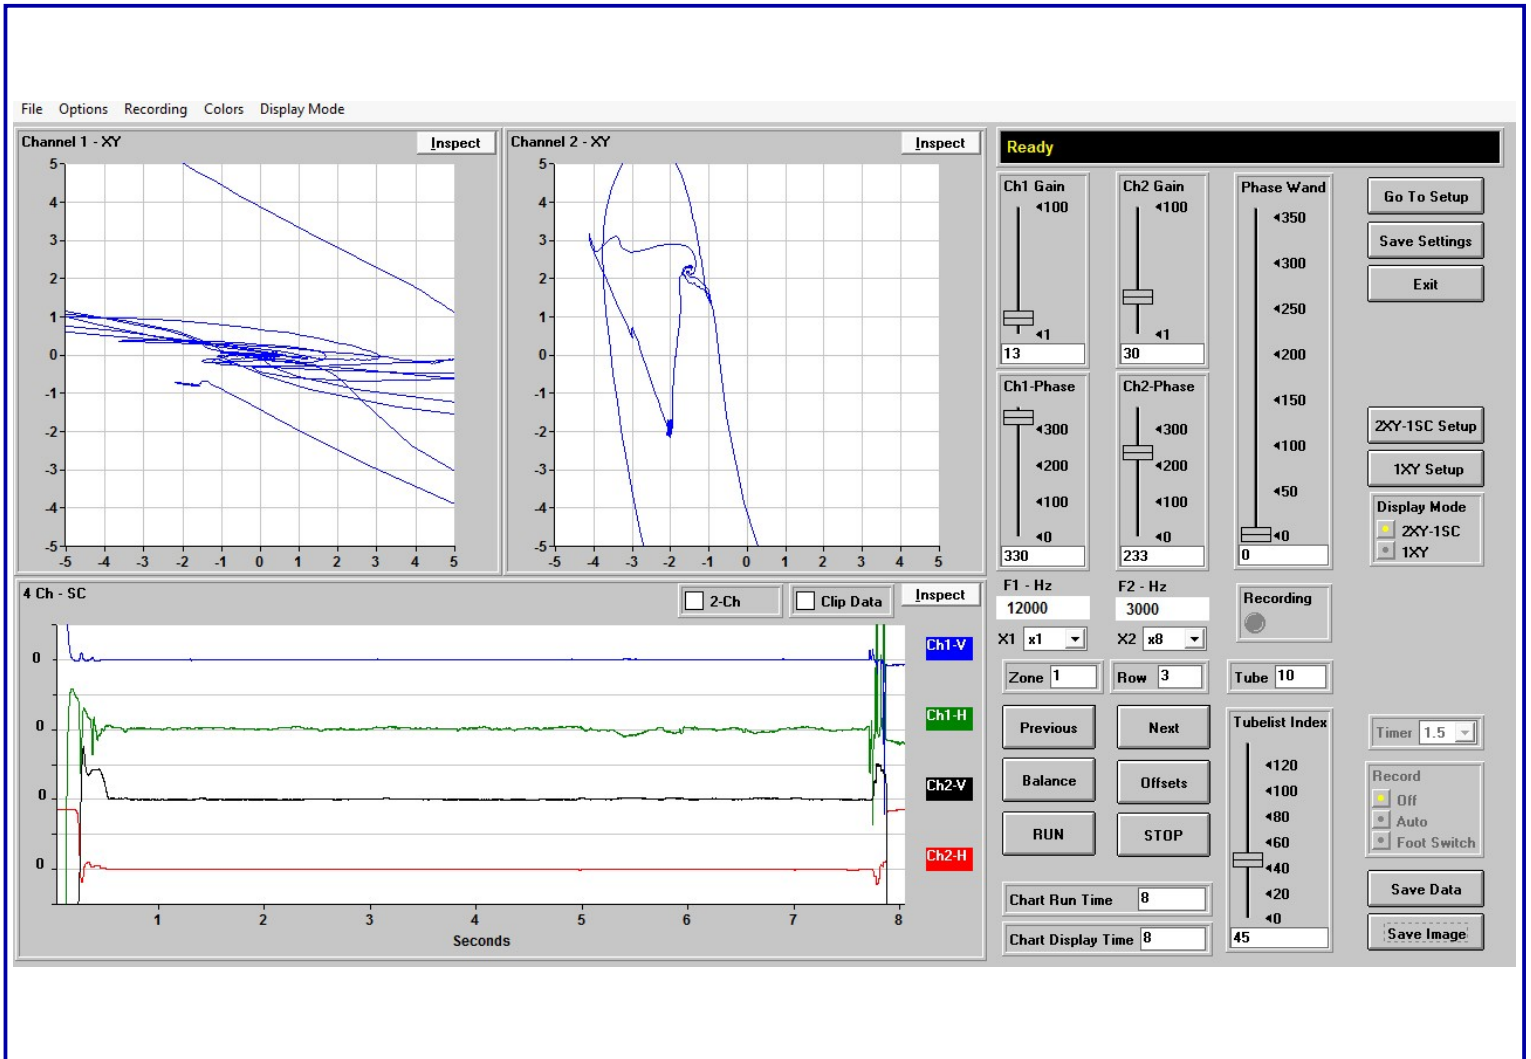 File Options Recording Colors Display Mode
Channel 1 - XY Inspect
5
4
3
2
1
0
-1
-2
-3
-4
-5
-5 -4 -3 -2 -1 0 1 2 3 4 5
Channel 2 - XY Inspect
5
4
3
2
1
0
-1
-2
-3
-4
-5
-5 -4 -3 -2 -1 0 1 2 3 4 5
4 Ch - SC 2-Ch Clip Data Inspect
0 Ch1-V
0 Ch1-H
0 Ch2-V
0 Ch2-H
1 2 3 4 5 6 7 8
Seconds
Ready
Ch1 Gain
100
1
13
Ch2 Gain
100
1
30
Phase Wand
350
300
250
200
150
100
50
0
0
Ch1-Phase
300
200
100
0
330
Ch2-Phase
300
200
100
0
233
Go To Setup
Save Settings
Exit
2XY-1SC Setup
1XY Setup
Display Mode
2XY-1SC
1XY
F1 - Hz
12000
X1 x1
F2 - Hz
3000
X2 x8
Recording
Zone 1 Row 3 Tube 10
Previous Next
Balance Offsets
RUN STOP
Chart Run Time 8
Chart Display Time 8
Tubelist Index
120
100
80
60
40
20
0
45
Timer 1.5
Record
Off
Auto
Foot Switch
Save Data
Save Image